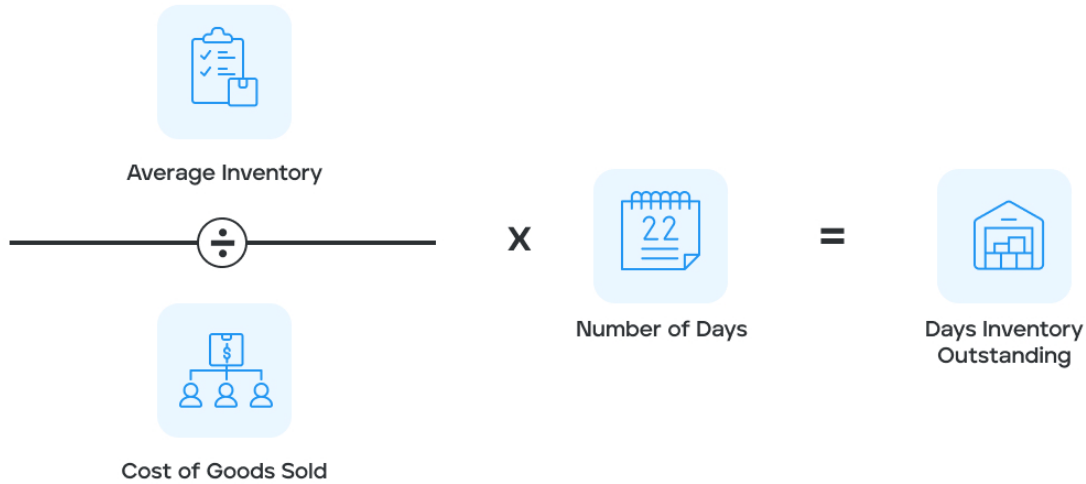 Average Inventory
÷
Cost of Goods Sold
x
22
Number of Days
=
$
Days Inventory
Outstanding